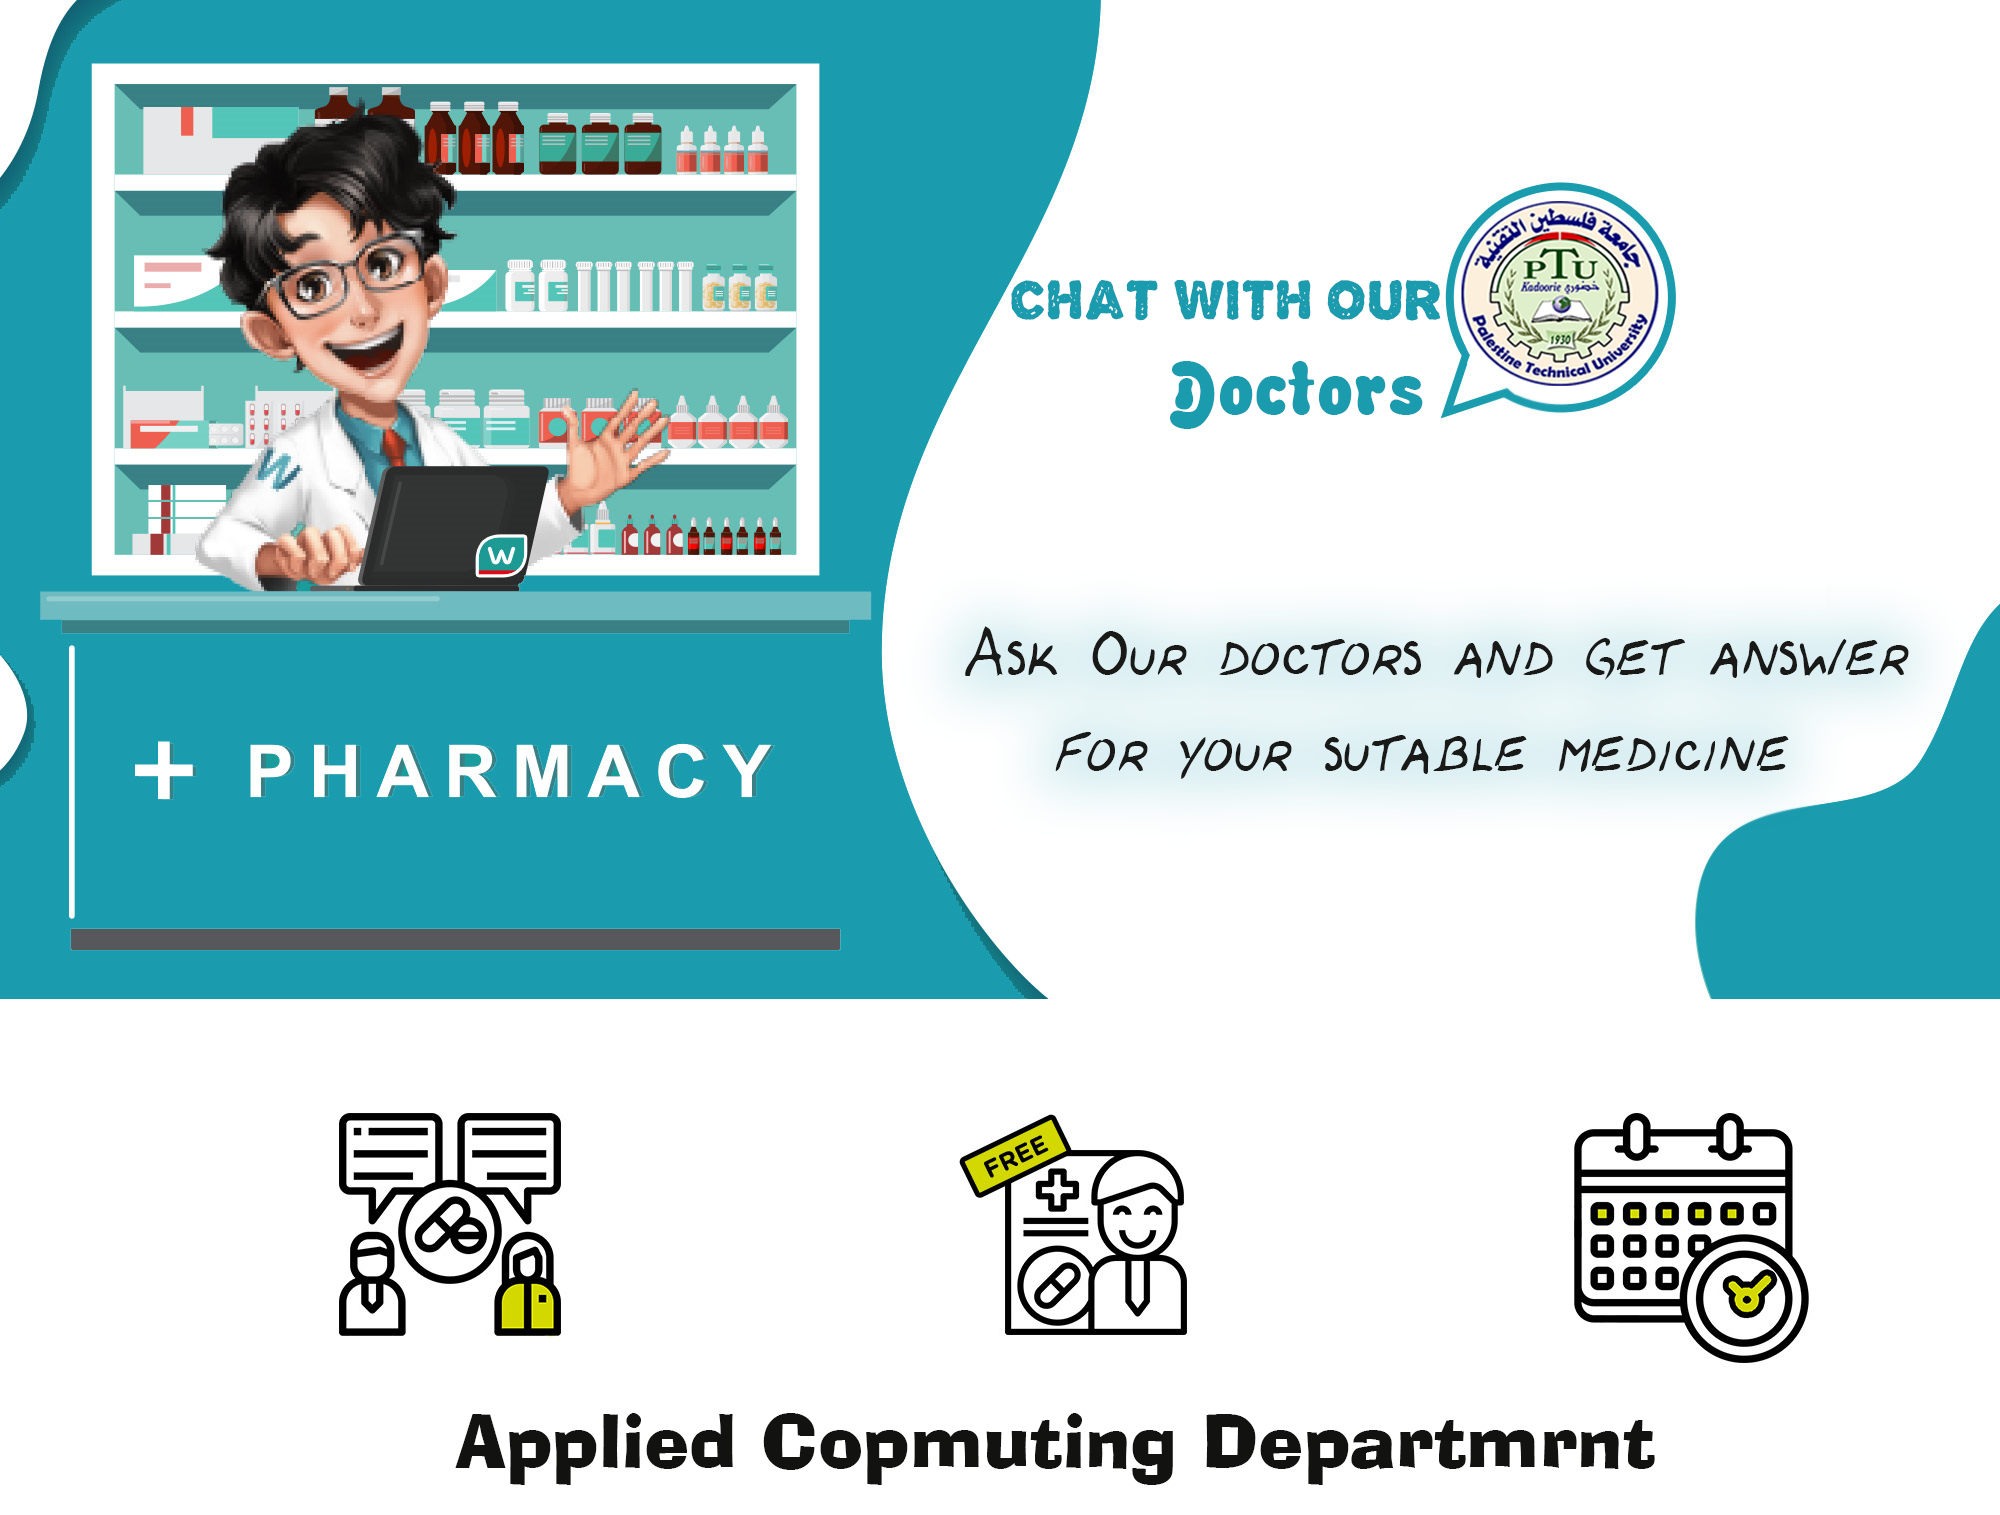 CHAT WITH OUR
Doctors
جامعة فلسطين التقنية
PTU
Kadoorie خضوري
1930
Palestine Technical University
W
W
Ask Our doctors and get answer
for your sutable medicine
+ PHARMACY
FREE
Applied Copmuting Departmrnt